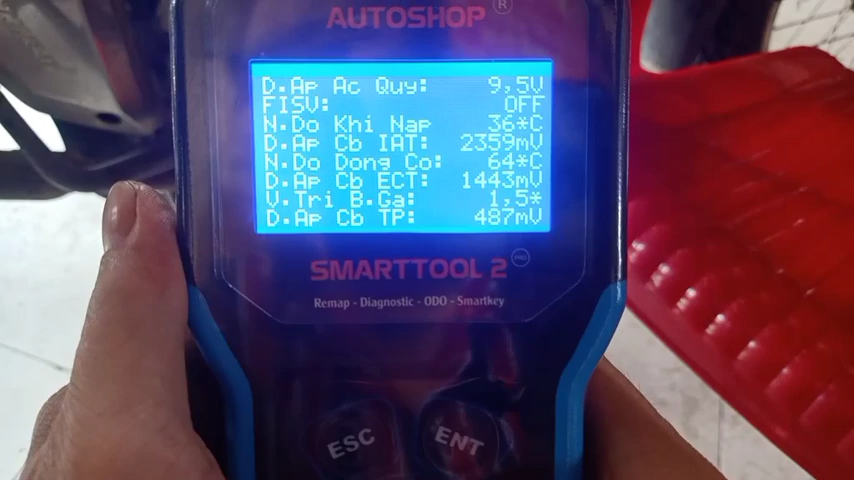 AUTOSHOP ®
D.Ap Ac Quy: 9,5V
FISV: OFF
N.Do Khi Nap 36*C
D.Ap Cb IAT: 2359mV
N.Do Dong Co: 64*C
D.Ap Cb ECT: 1443mV
V.Tri B.Ga: 1,5*
D.Ap Cb TP: 487mV
SMARTTOOL 2 PRO
Remap - Diagnostic - ODO - Smartkey
ESC ENT